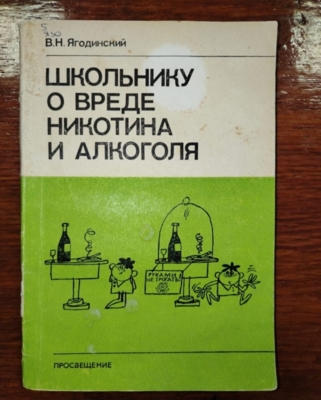 В.Н. Ягодинский
ШКОЛЬНИКУ
О ВРЕДЕ
НИКОТИНА
И АЛКОГОЛЯ
РУКАМИ
НЕ ТРОГАТЬ!
ПРОСВЕЩЕНИЕ